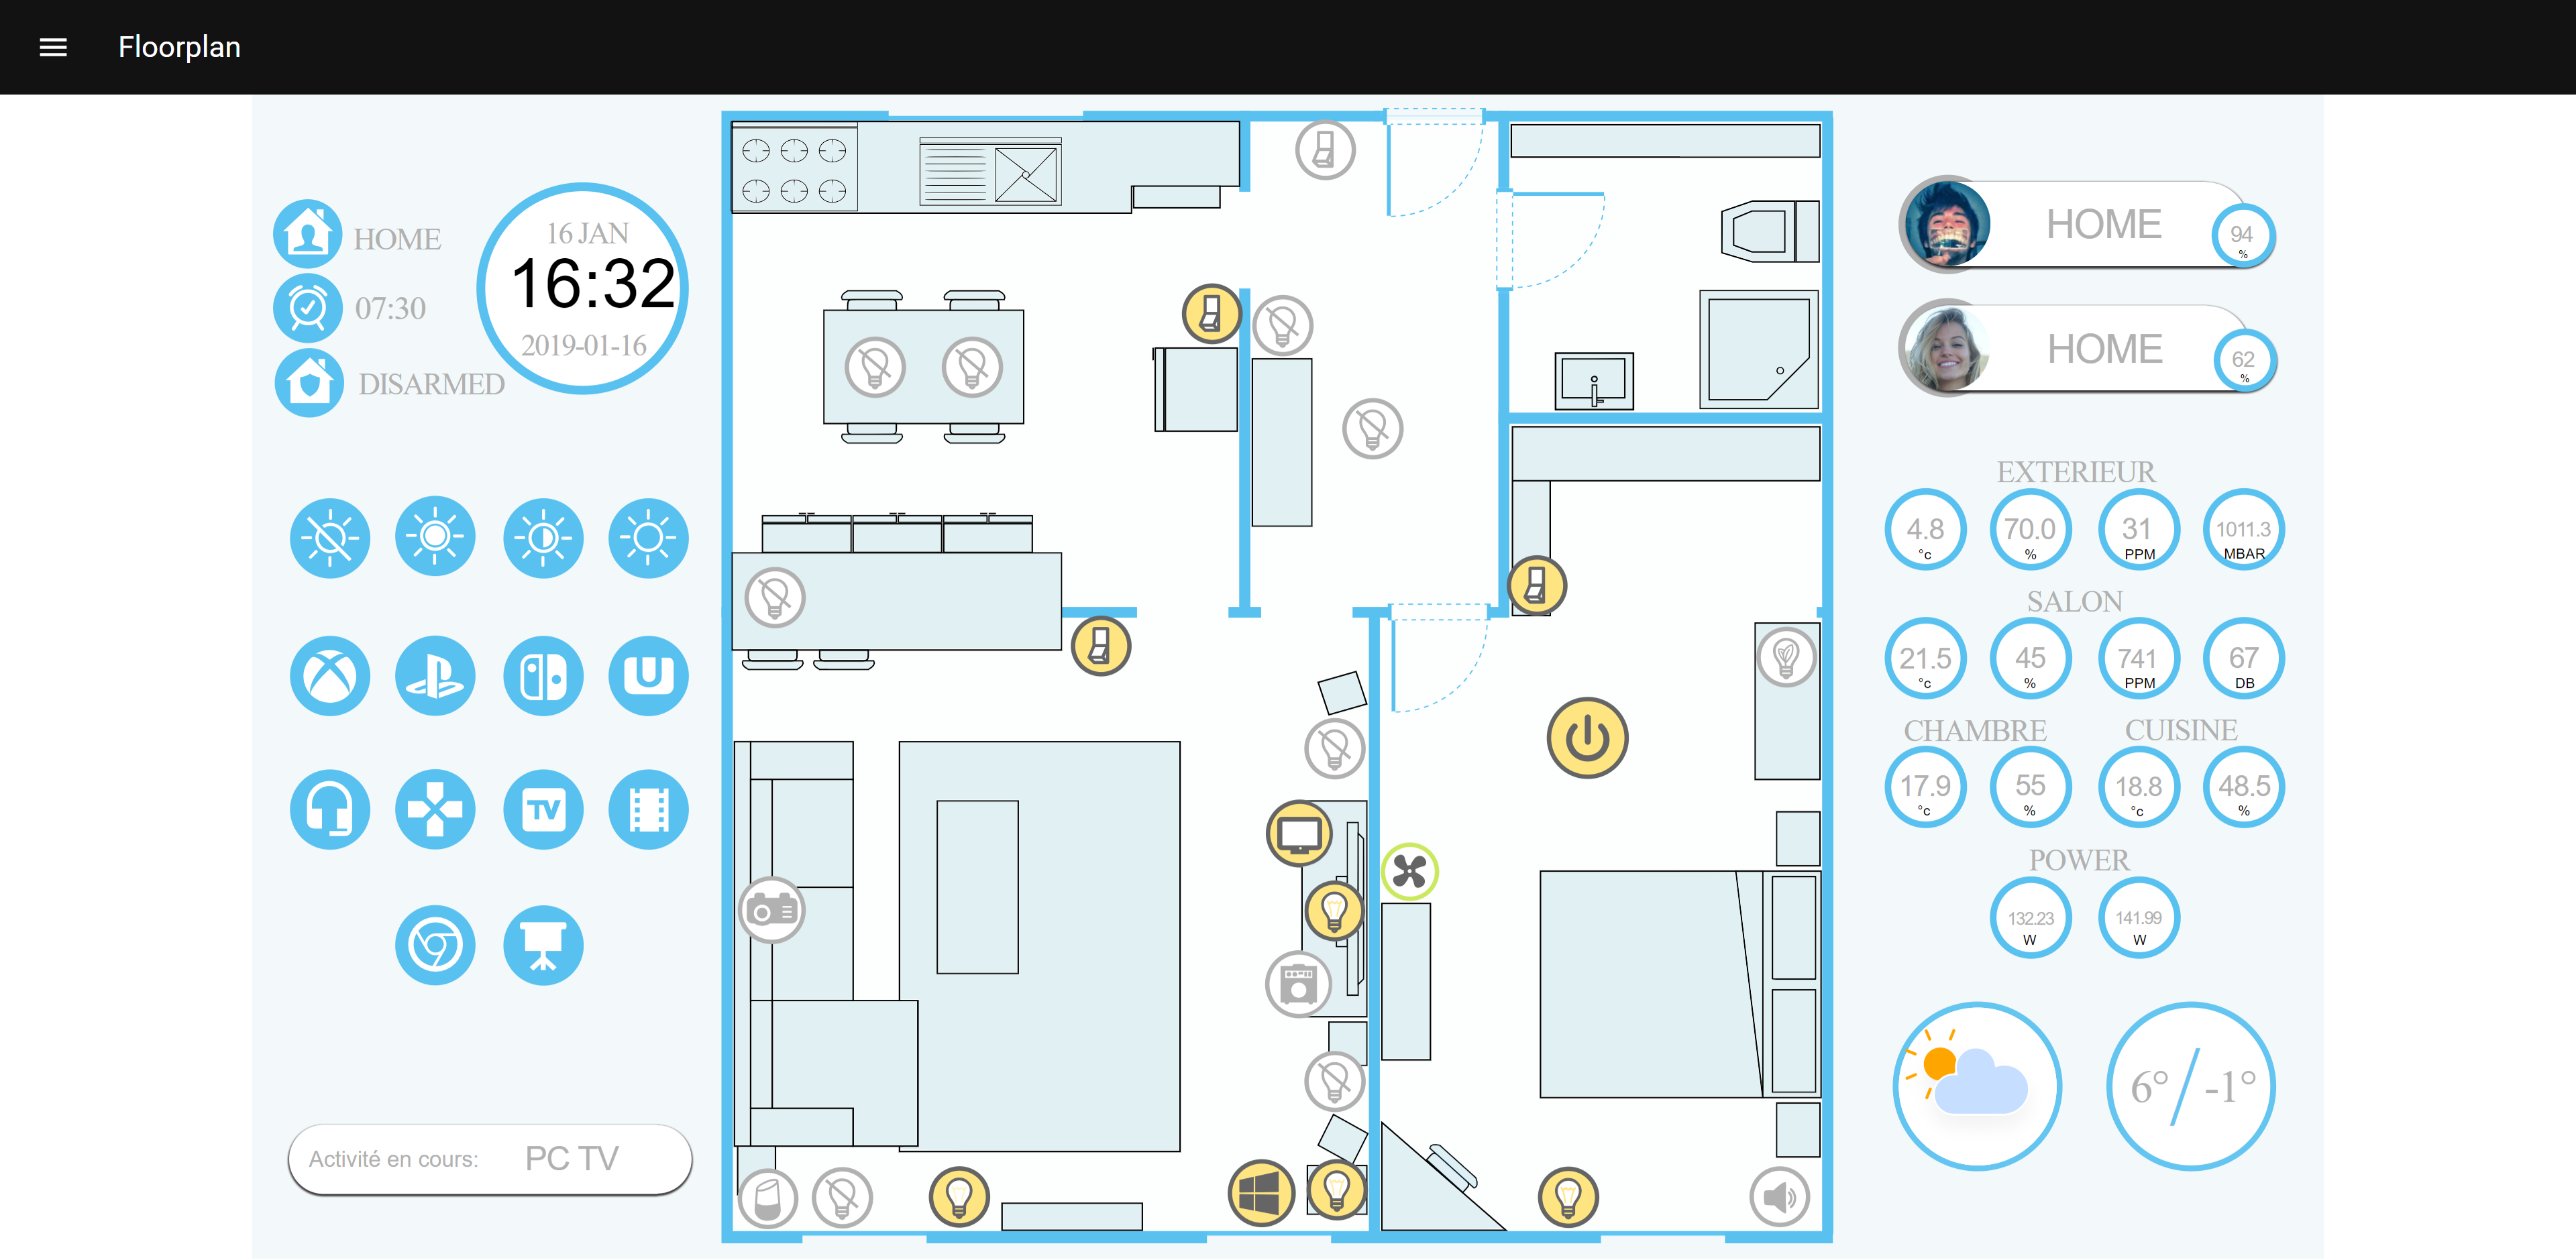 Floorplan
HOME
07:30
DISARMED
16 JAN
16:32
2019-01-16
TV
Activité en cours: PC TV
HOME
94
%
HOME
62
%
EXTERIEUR
4.8 °c
70.0 %
31 PPM
1011.3 MBAR
SALON
21.5 °c
45 %
741 PPM
67 DB
CHAMBRE
17.9 °c
55 %
CUISINE
18.8 °c
48.5 %
POWER
132.23 W
141.99 W
6° / -1°